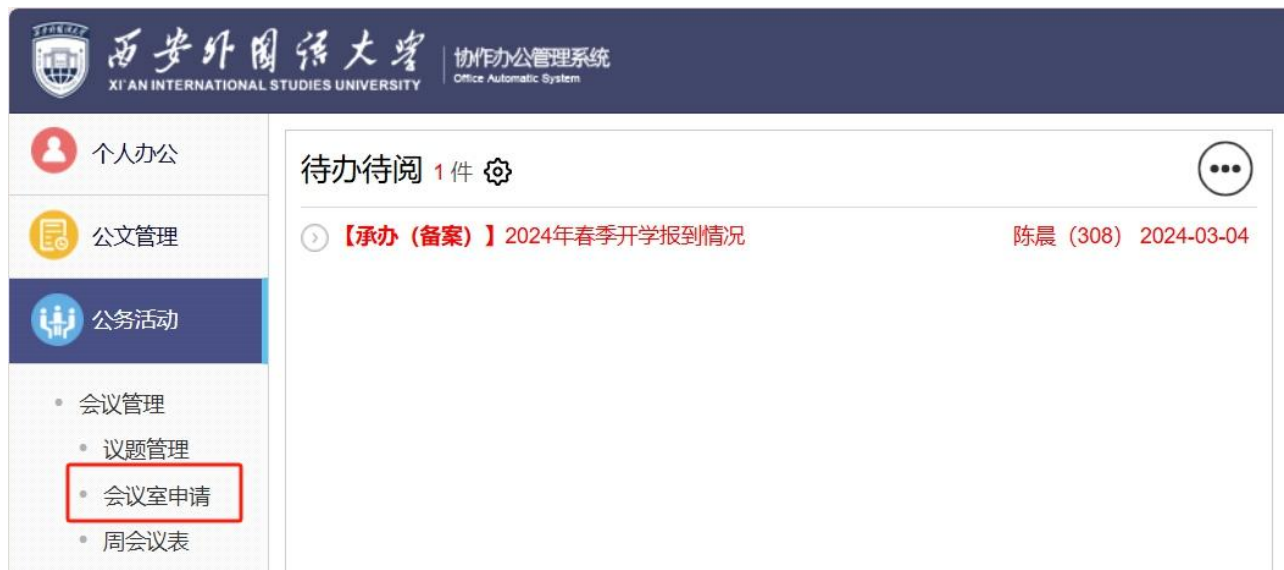 西安外国语大学
XI'AN INTERNATIONAL STUDIES UNIVERSITY
协作办公管理系统
Office Automatic System
个人办公
公文管理
公务活动
会议管理
议题管理
会议室申请
周会议表
待办待阅 1 件
【承办（备案）】2024年春季开学报到情况 陈晨（308） 2024-03-04